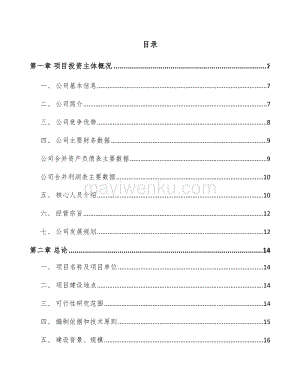 目录
第一章 项目投资主体概况 7
一、 公司基本信息 7
二、 公司简介 7
三、 公司竞争优势 8
四、 公司主要财务数据 9
公司合并资产负债表主要数据 9
公司合并利润表主要数据 10
五、 核心人员介绍 10
mayiwenku.com
六、 经营宗旨 12
七、 公司发展规划 12
第二章 总论 14
一、 项目名称及项目单位 14
二、 项目建设地点 14
三、 可行性研究范围 14
四、 编制依据和技术原则 15
五、 建设背景、规模 16